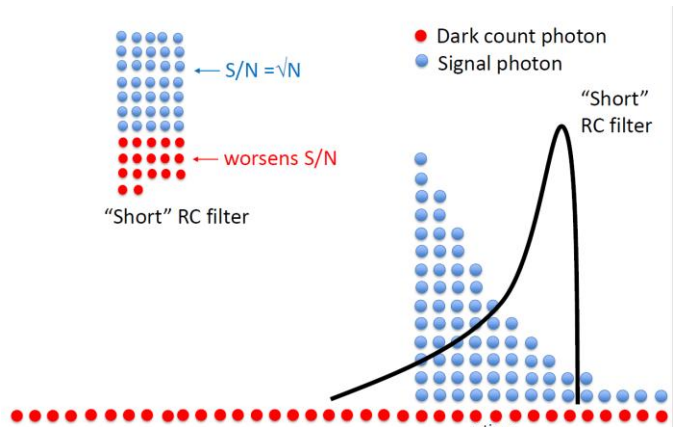 Dark count photon
Signal photon
S/N =√N
worsens S/N
"Short" RC filter
"Short"
RC filter